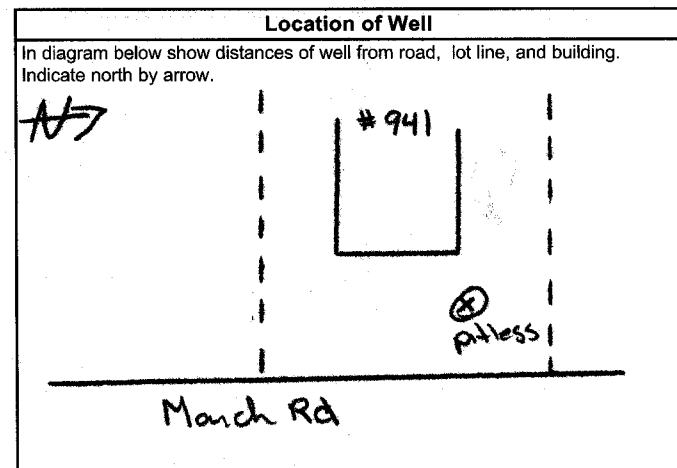 Location of Well
In diagram below show distances of well from road, lot line, and building.
Indicate north by arrow.
N
#941
pitless
March Rd